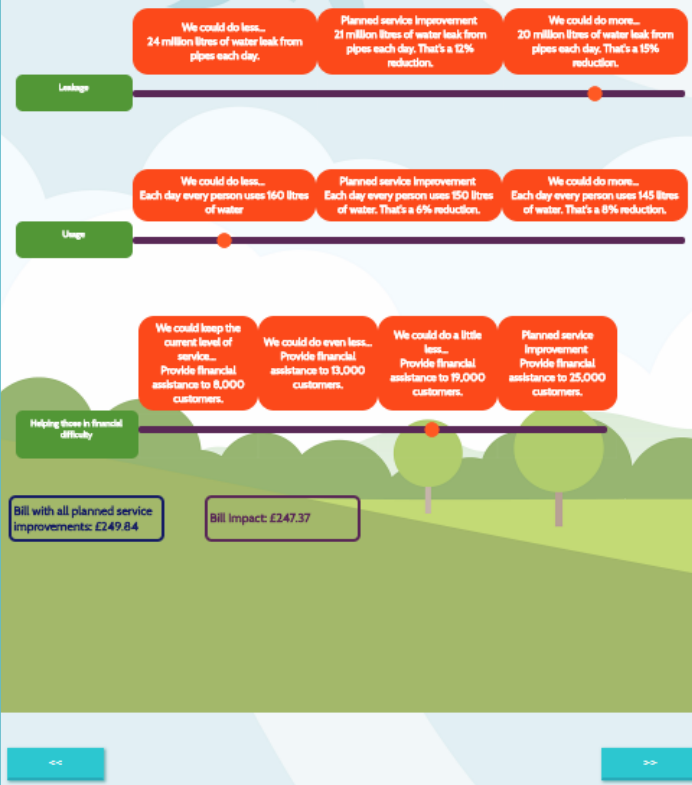 We could do less...
24 million litres of water leak from
pipes each day.
Planned service improvement
21 million litres of water leak from
pipes each day. That's a 12%
reduction.
We could do more...
20 million litres of water leak from
pipes each day. That's a 15%
reduction.
Leakage
We could do less...
Each day every person uses 160 litres
of water
Planned service improvement
Each day every person uses 150 litres
of water. That's a 6% reduction.
We could do more...
Each day every person uses 145 litres
of water. That's a 8% reduction.
Usage
We could keep the
current level of
service...
Provide financial
assistance to 8,000
customers.
We could do even less...
Provide financial
assistance to 13,000
customers.
We could do a little
less...
Provide financial
assistance to 19,000
customers.
Planned service
improvement
Provide financial
assistance to 25,000
customers.
Helping those in financial
difficulty
Bill with all planned service
improvements: £249.84
Bill Impact: £247.37
<<
>>